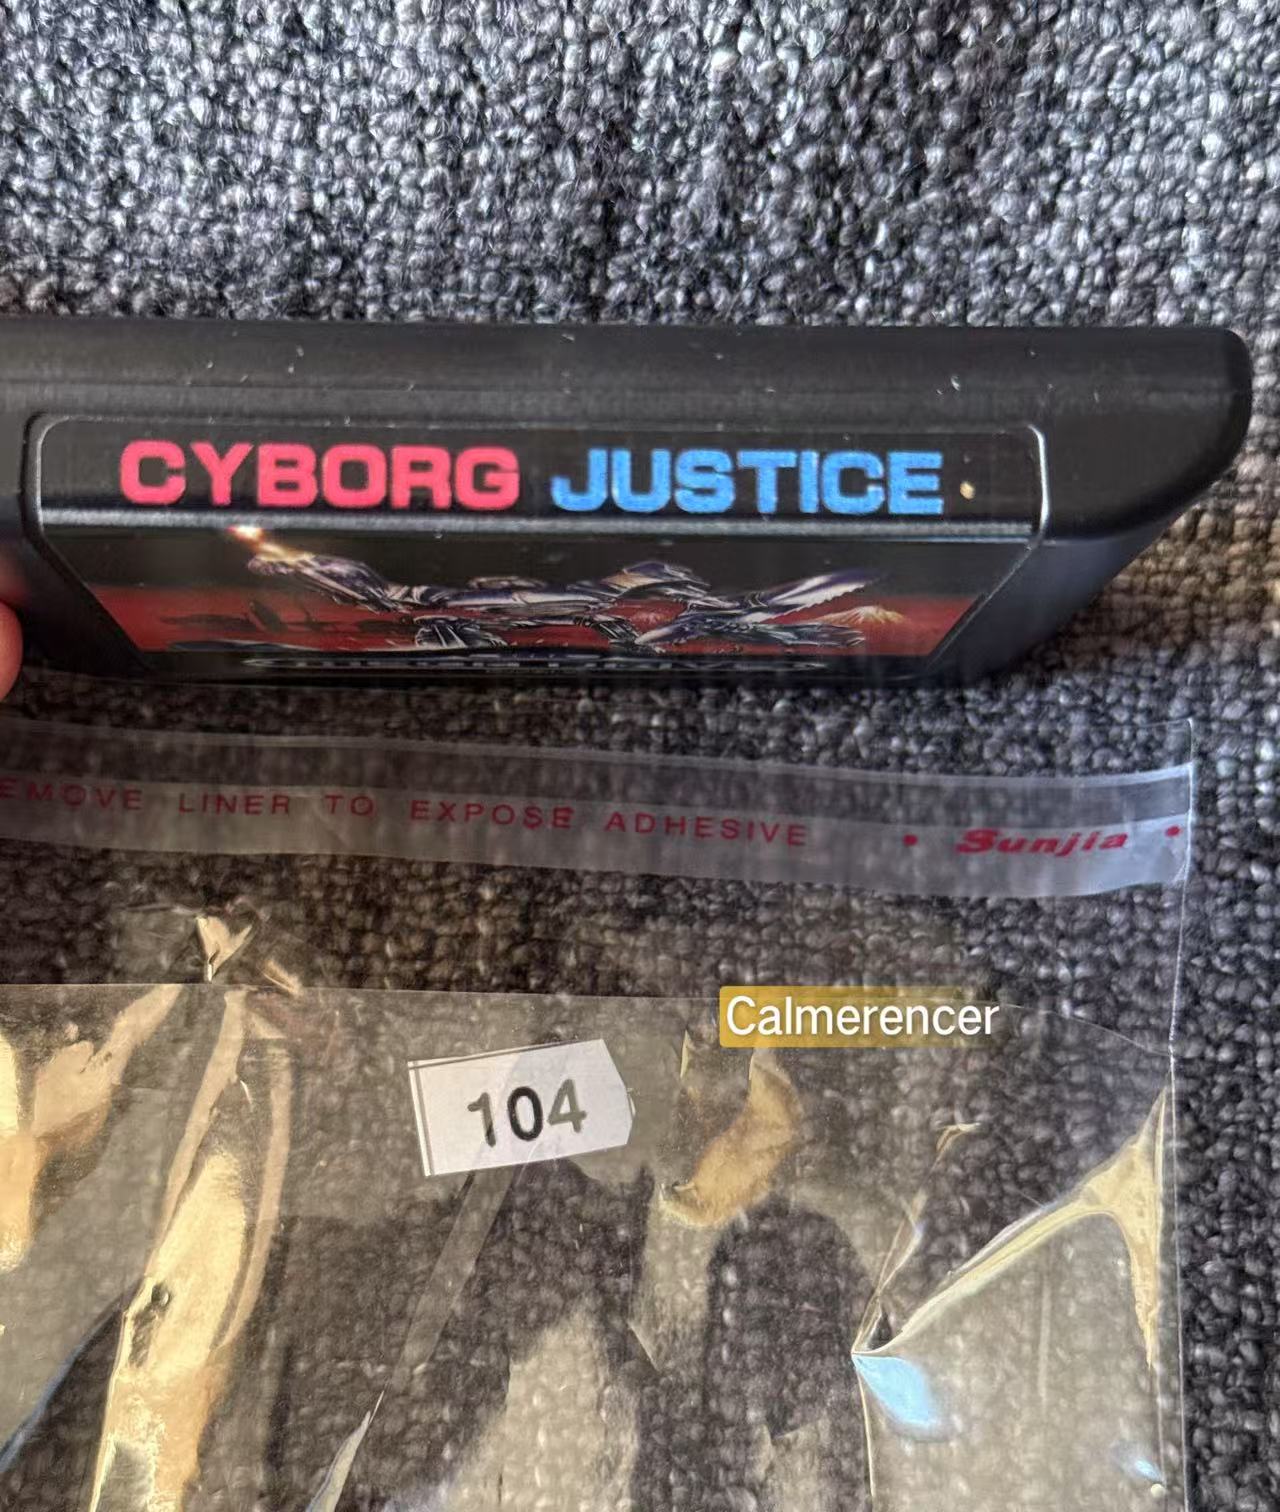 CYBORG JUSTICE
EMOVE LINER TO EXPOSE ADHESIVE • Sunjia •
Calmerencer
104